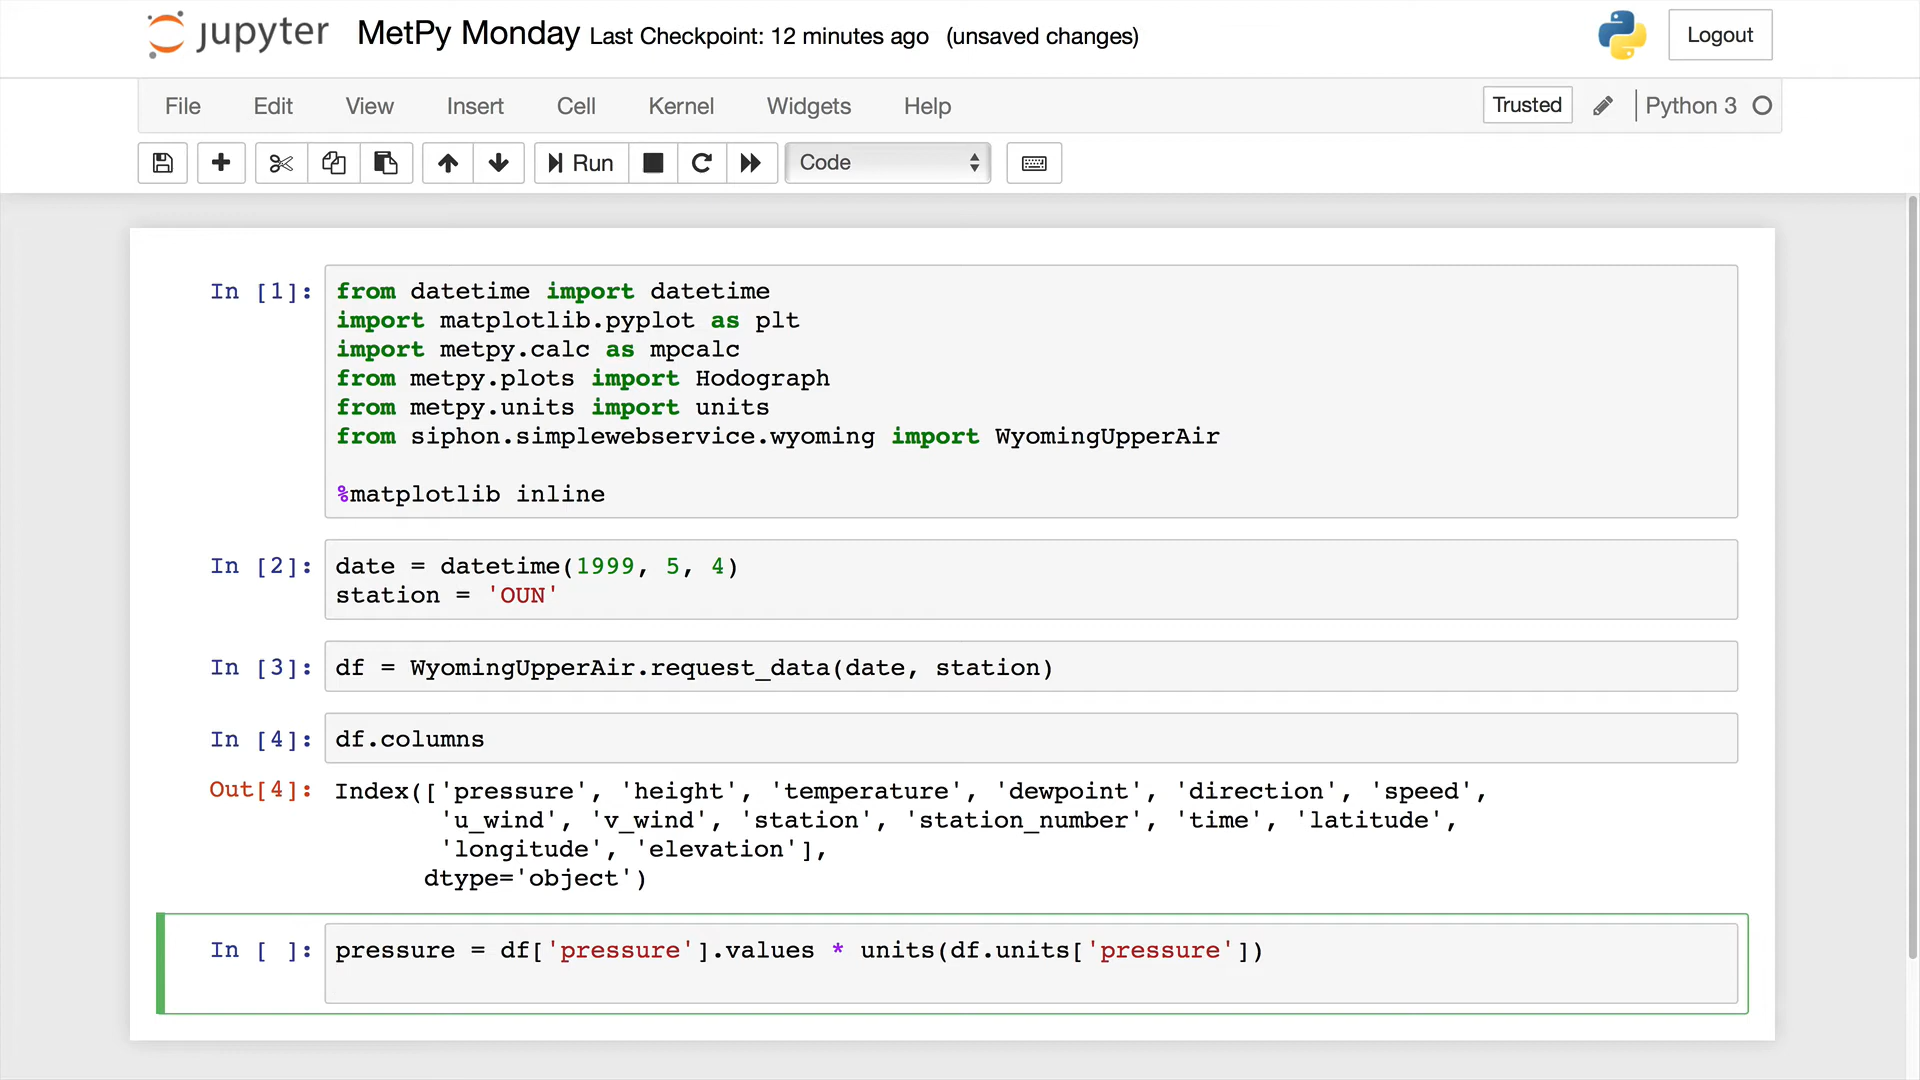 jupyter MetPy Monday Last Checkpoint: 12 minutes ago (unsaved changes) Logout
File Edit View Insert Cell Kernel Widgets Help Trusted Python 3
Run Code
In [1]: from datetime import datetime
import matplotlib.pyplot as plt
import metpy.calc as mpcalc
from metpy.plots import Hodograph
from metpy.units import units
from siphon.simplewebservice.wyoming import WyomingUpperAir
%matplotlib inline
In [2]: date = datetime(1999, 5, 4)
station = 'OUN'
In [3]: df = WyomingUpperAir.request_data(date, station)
In [4]: df.columns
Out[4]: Index(['pressure', 'height', 'temperature', 'dewpoint', 'direction', 'speed',
'u_wind', 'v_wind', 'station', 'station_number', 'time', 'latitude',
'longitude', 'elevation'],
dtype='object')
In [ ]: pressure = df['pressure'].values * units(df.units['pressure'])